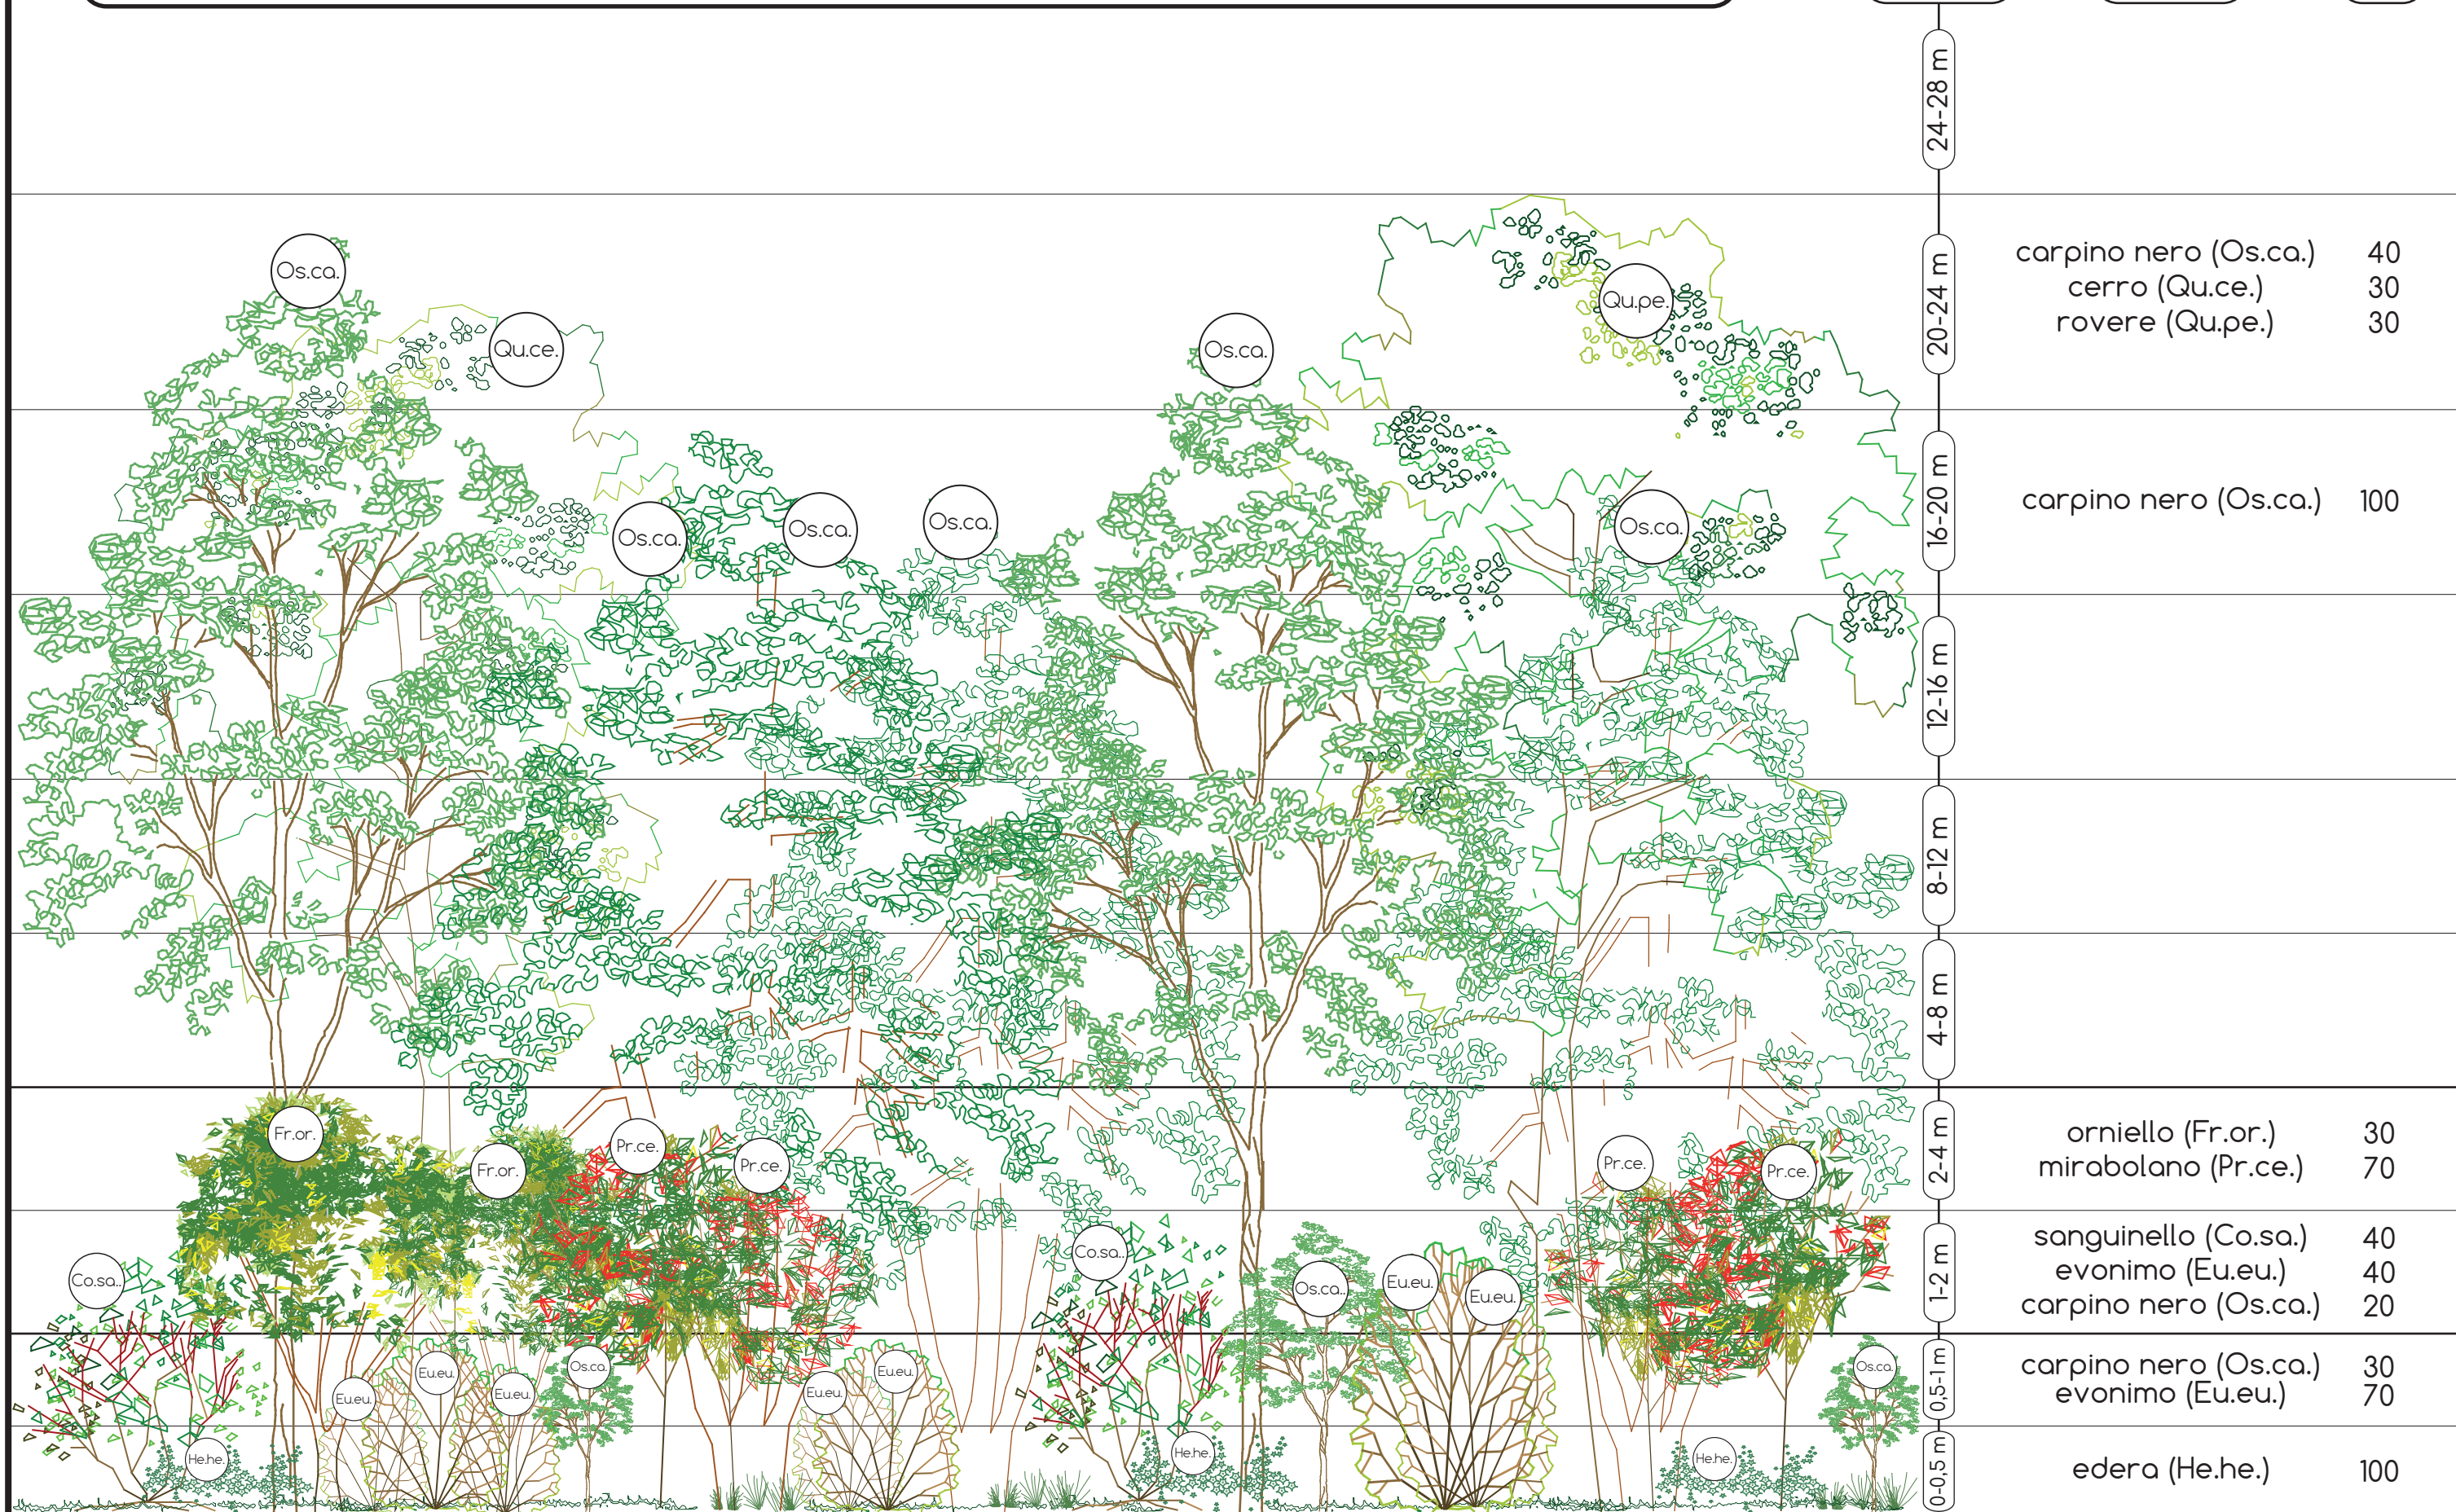 24-28 m
Os.ca.
Qu.ce.
Os.ca.
Qu.pe.
20-24 m
carpino nero (Os.ca.) 40
cerro (Qu.ce.) 30
rovere (Qu.pe.) 30
Os.ca.
Os.ca.
Os.ca.
Os.ca.
16-20 m
carpino nero (Os.ca.) 100
12-16 m
8-12 m
4-8 m
Fr.or.
Fr.or.
Pr.ce.
Pr.ce.
Pr.ce.
Pr.ce.
2-4 m
orniello (Fr.or.) 30
mirabolano (Pr.ce.) 70
Co.sa..
Co.sa..
Os.ca..
Eu.eu.
Eu.eu.
1-2 m
sanguinello (Co.sa.) 40
evonimo (Eu.eu.) 40
carpino nero (Os.ca.) 20
Eu.eu.
Eu.eu.
Eu.eu.
Os.ca.
Eu.eu.
Eu.eu.
Os.ca.
0,5-1 m
carpino nero (Os.ca.) 30
evonimo (Eu.eu.) 70
He.he.
He.he.
He.he.
0-0,5 m
edera (He.he.) 100